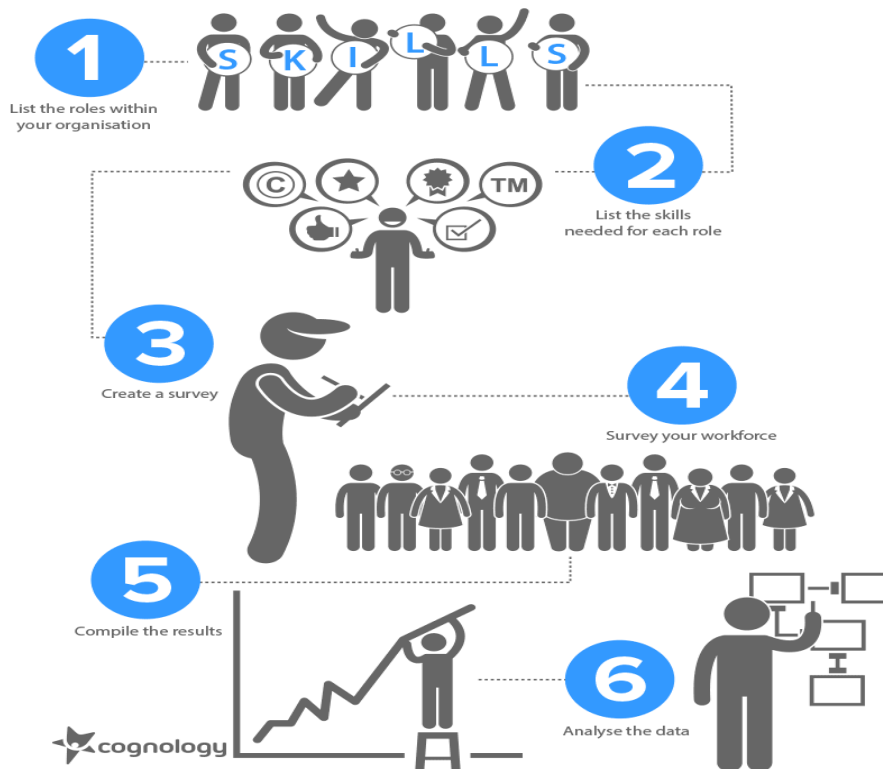 1
S K I L L S
List the roles within
your organisation
2
© TM
List the skills
needed for each role
3
Create a survey
4
Survey your workforce
5
Compile the results
6
Analyse the data
cognology